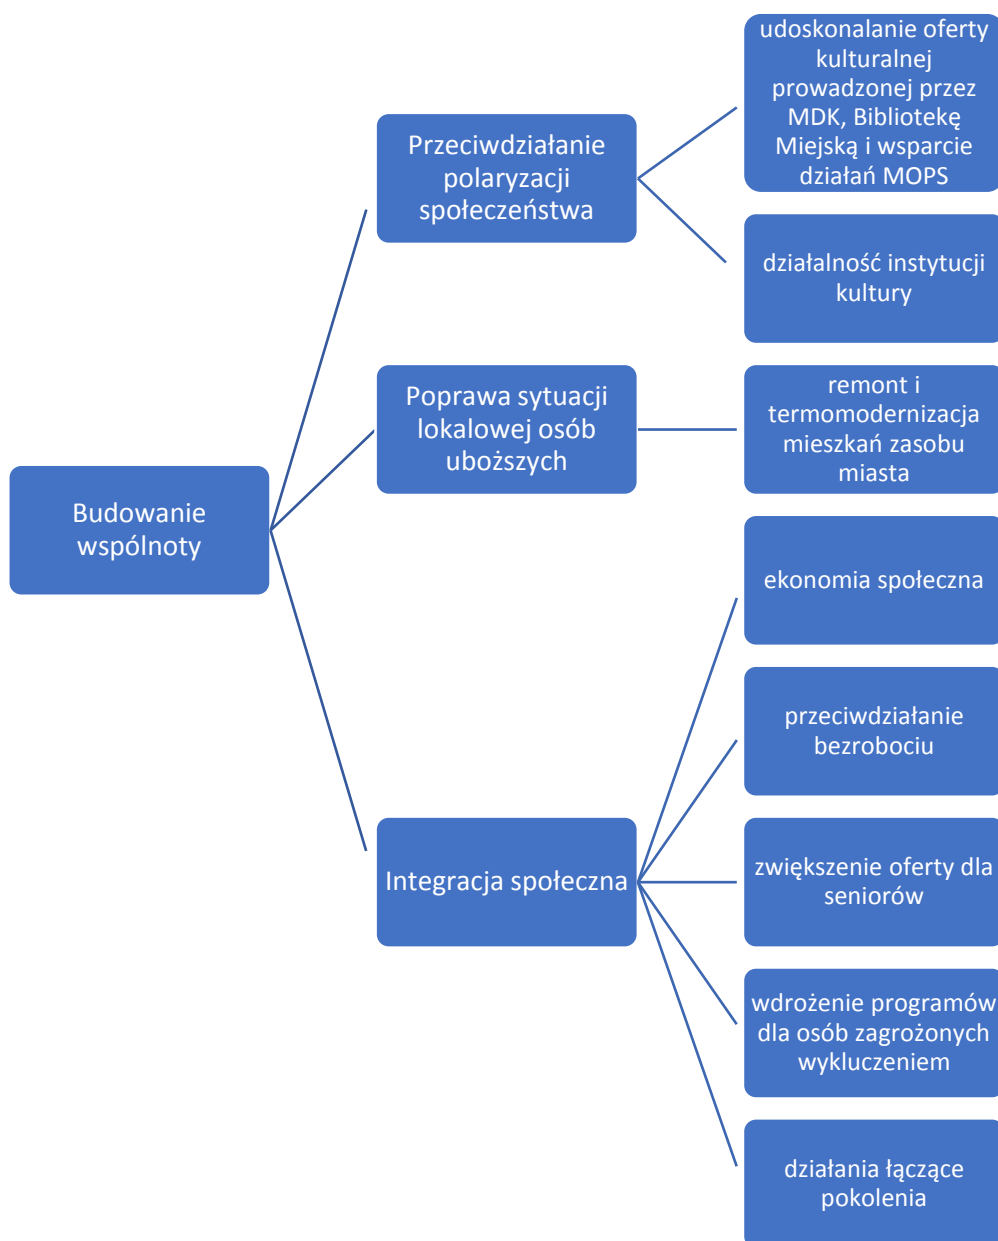 Budowanie
wspólnoty
Przeciwdziałanie
polaryzacji
społeczeństwa
udoskonalanie oferty
kulturalnej
prowadzonej przez
MDK, Bibliotekę
Miejską i wsparcie
działań MOPS
działalność instytucji
kultury
Poprawa sytuacji
lokalowej osób
uboższych
remont i
termomodernizacja
mieszkań zasobu
miasta
Integracja społeczna
ekonomia społeczna
przeciwdziałanie
bezrobociu
zwiększenie oferty dla
seniorów
wdrożenie programów
dla osób zagrożonych
wykluczeniem
działania łączące
pokolenia